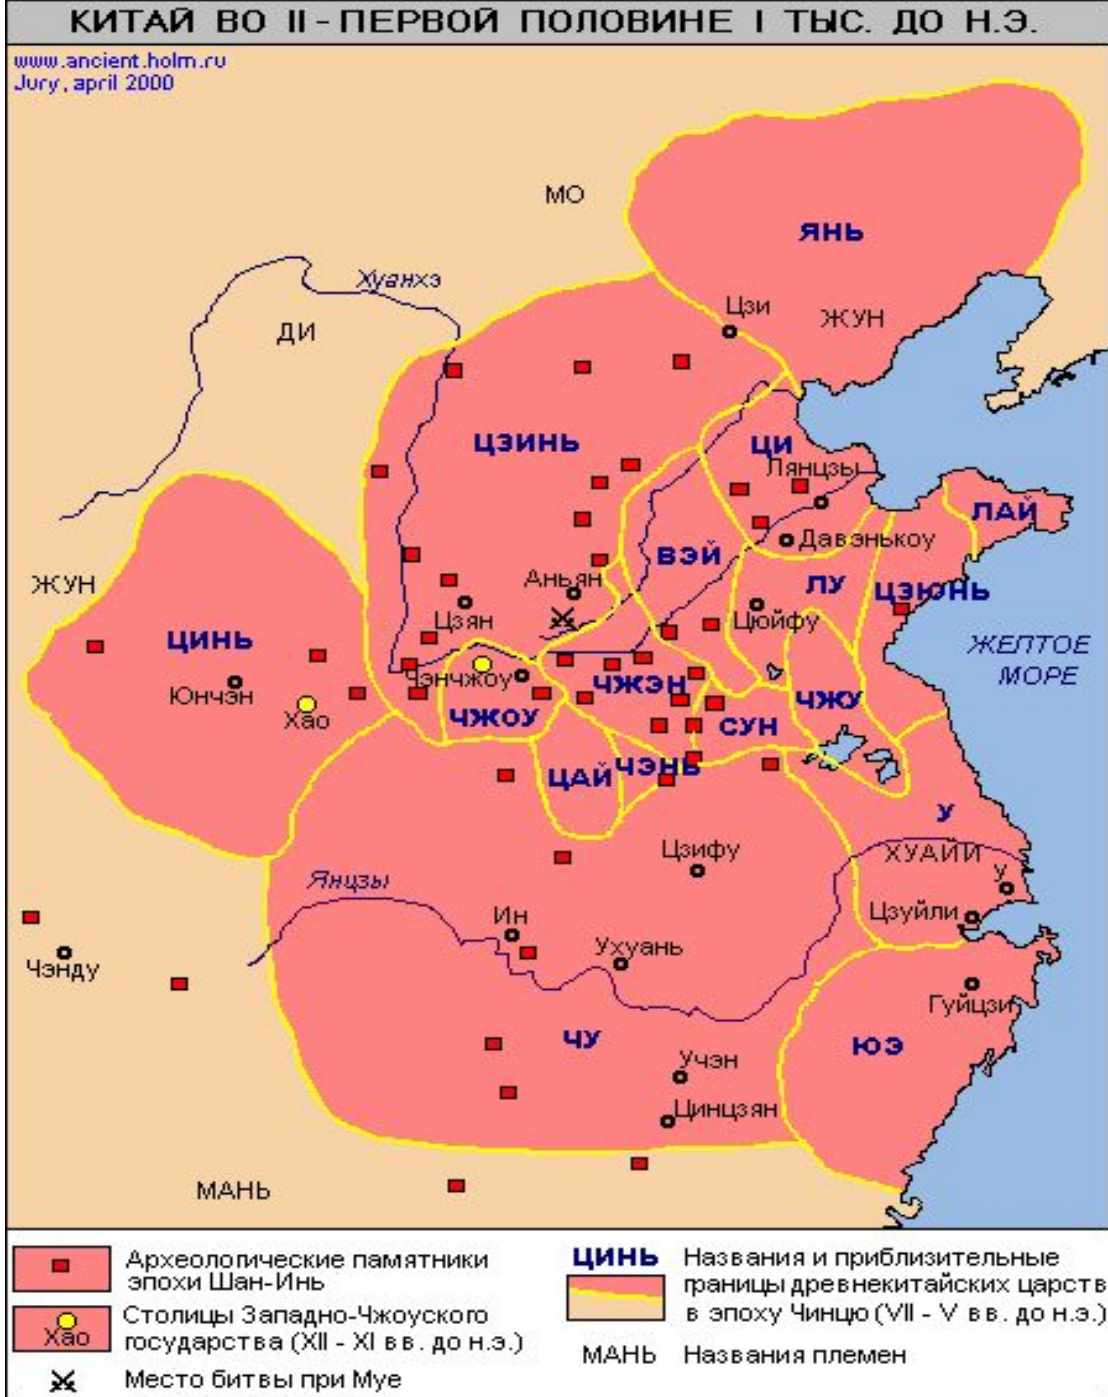 КИТАЙ ВО II - ПЕРВОЙ ПОЛОВИНЕ I ТЫС. ДО Н.Э.
www.ancient.holm.ru
Jury, april 2000
МО
ЯНЬ
Хуанхэ
Цзи
ЖУН
ДИ
ЦЗИНЬ
ЦИ
Лянцзы
ЛАЙ
Давэнькоу
ВЭЙ
Аньян
ЖУН
ЛУ
ЦЗЮНЬ
Цзян
Цюйфу
ЦИНЬ
ЖЕЛТОЕ
МОРЕ
Юнчэн
Чэнчжоу
ЧЖЭН
ЧЖУ
Хао
ЧЖОУ
СУН
ЦАЙ
ЧЭНЬ
У
Цзифу
ХУАЙИ
Янцзы
У
Ин
Цзуйли
Ухуань
Чэнду
Гуйцзи
ЧУ
ЮЭ
Учэн
Цинцзян
МАНЬ
Археологические памятники
эпохи Шан-Инь
Хао
Столицы Западно-Чжоуского
государства (XII - XI вв. до н.э.)
Место битвы при Муе
ЦИНЬ
Названия и приблизительные
границы древнекитайских царств
в эпоху Чинцю (VII - V вв. до н.э.)
МАНЬ Названия племен